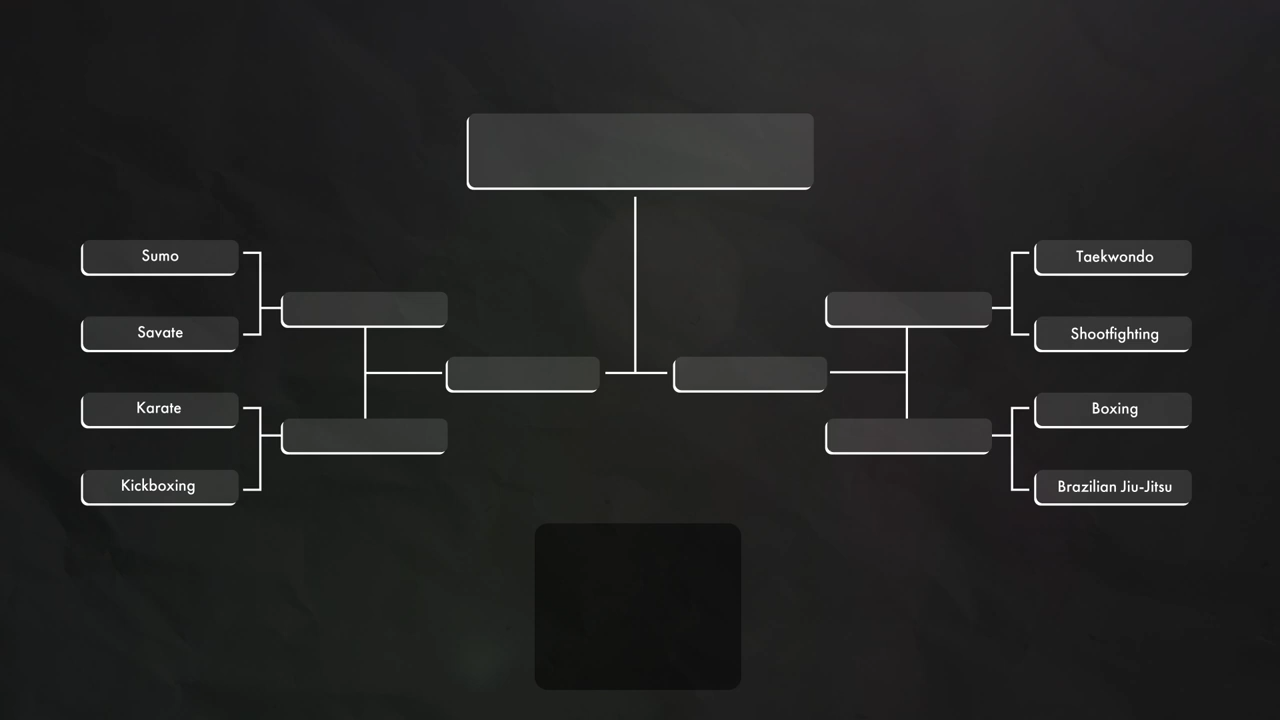 Sumo
Savate
Karate
Kickboxing
Taekwondo
Shootfighting
Boxing
Brazilian Jiu-Jitsu